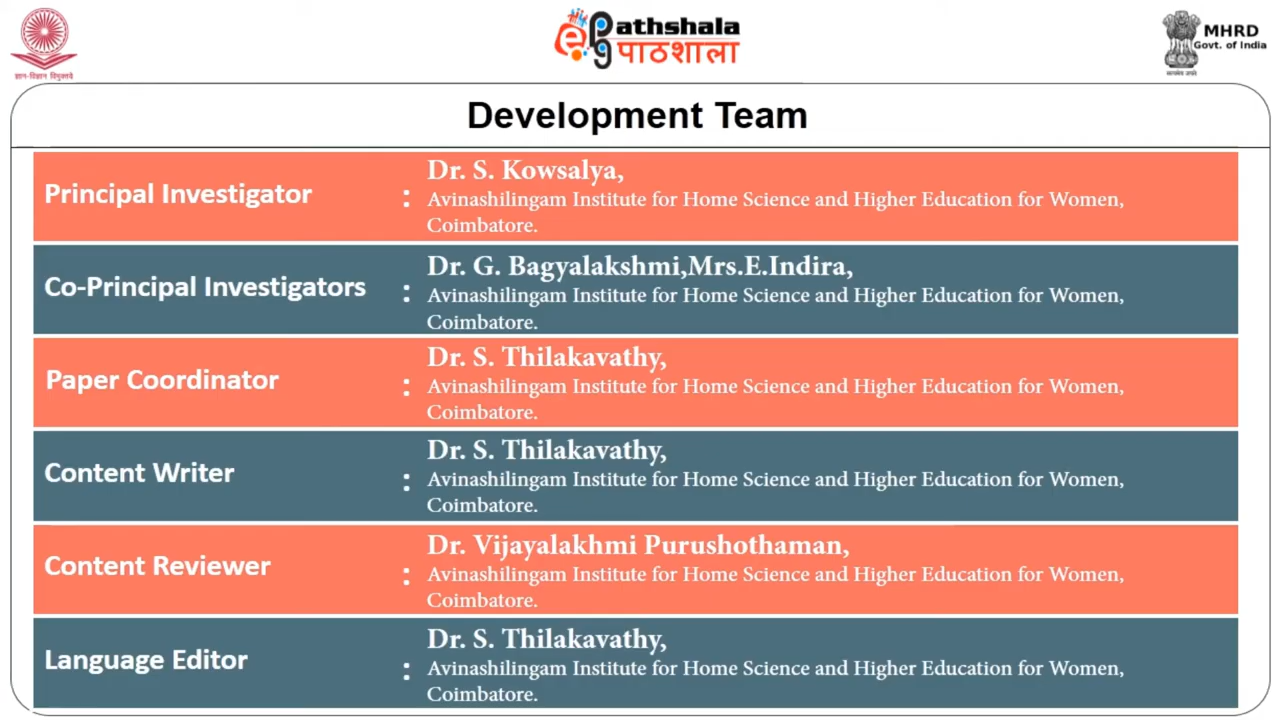 ज्ञान-विज्ञान विमुक्तये
ePG Pathshala
पाठशाला
MHRD
Govt. of India
सत्यमेव जयते
Development Team
Principal Investigator
:
Dr. S. Kowsalya,
Avinashilingam Institute for Home Science and Higher Education for Women,
Coimbatore.
Co-Principal Investigators
:
Dr. G. Bagyalakshmi,Mrs.E.Indira,
Avinashilingam Institute for Home Science and Higher Education for Women,
Coimbatore.
Paper Coordinator
:
Dr. S. Thilakavathy,
Avinashilingam Institute for Home Science and Higher Education for Women,
Coimbatore.
Content Writer
:
Dr. S. Thilakavathy,
Avinashilingam Institute for Home Science and Higher Education for Women,
Coimbatore.
Content Reviewer
:
Dr. Vijayalakhmi Purushothaman,
Avinashilingam Institute for Home Science and Higher Education for Women,
Coimbatore.
Language Editor
:
Dr. S. Thilakavathy,
Avinashilingam Institute for Home Science and Higher Education for Women,
Coimbatore.